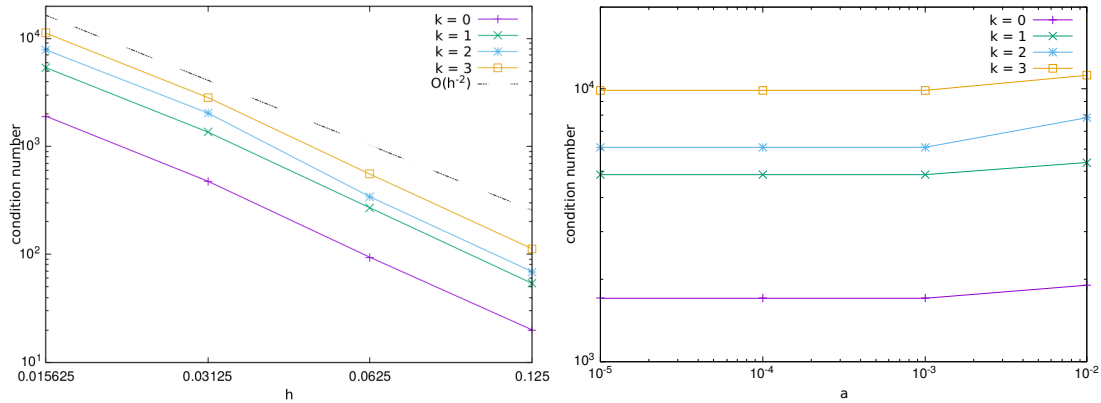 k = 0
k = 1
k = 2
k = 3
O(h⁻²)
10⁴
10³
10²
10¹
condition number
0.015625 0.03125 0.0625 0.125
h
k = 0
k = 1
k = 2
k = 3
10⁴
10³
condition number
10⁻⁵ 10⁻⁴ 10⁻³ 10⁻²
a